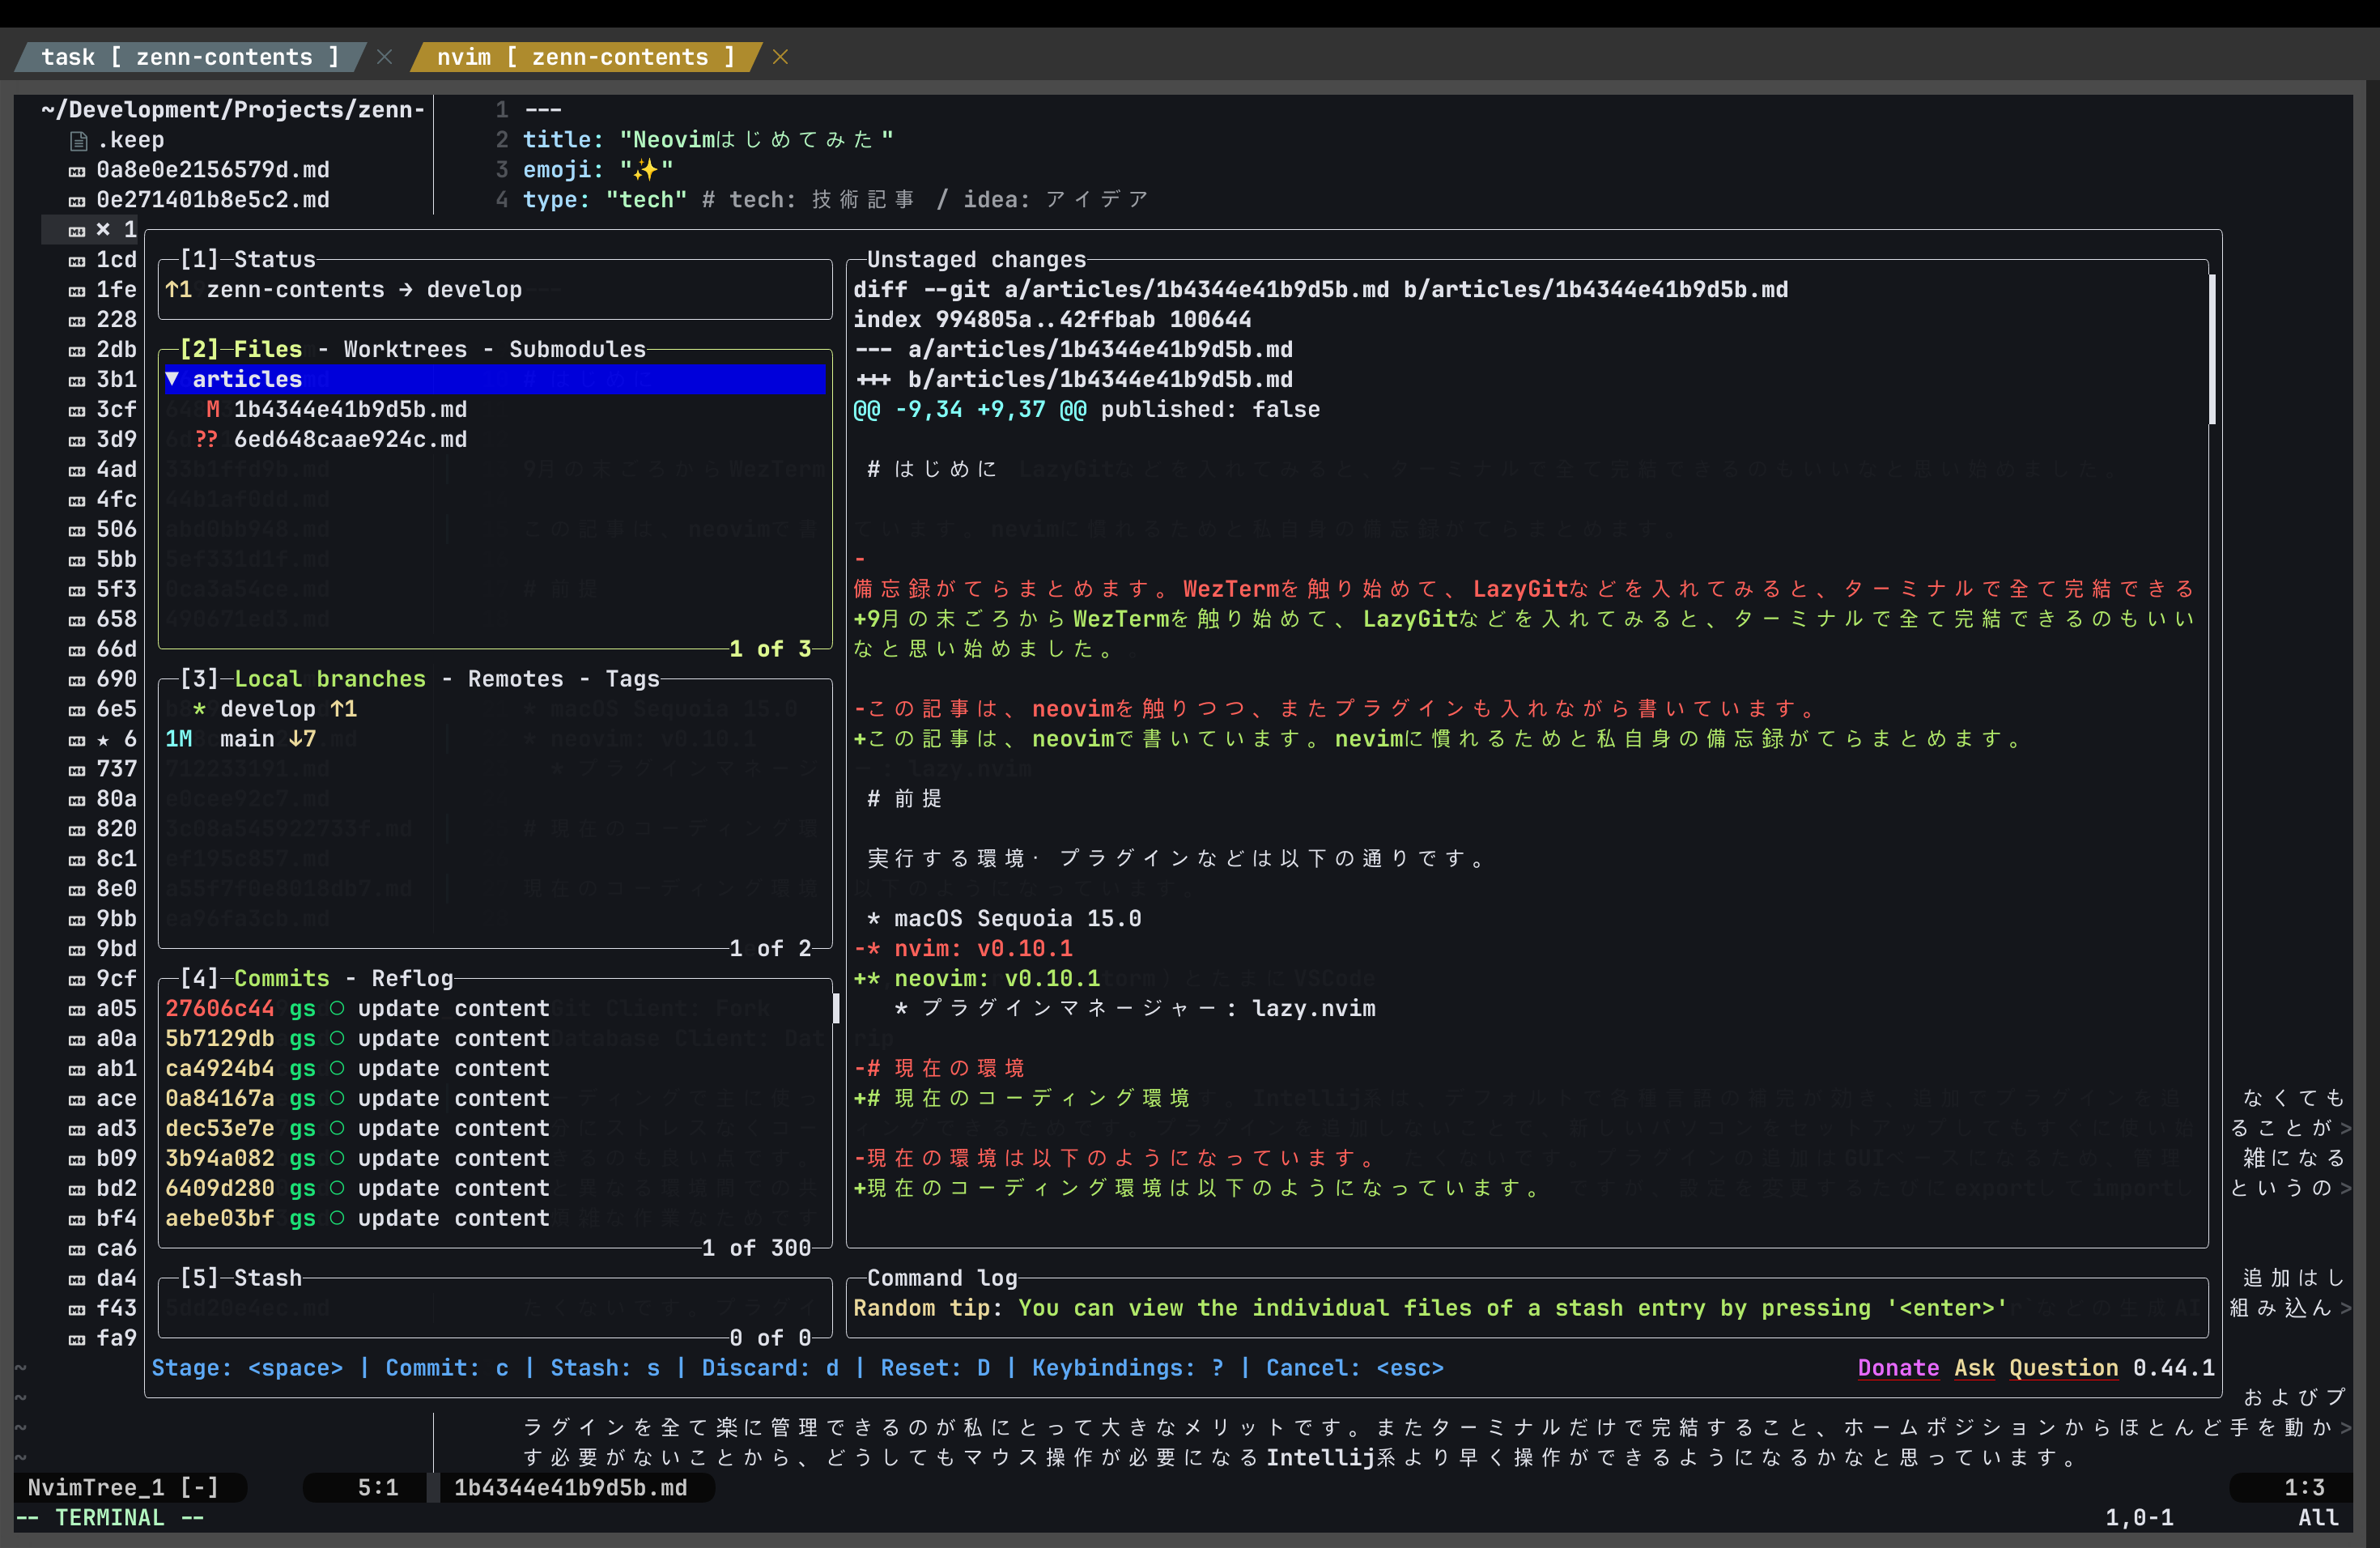 task [ zenn-contents ]
nvim [ zenn-contents ]
~/Development/Projects/zenn-
.keep
0a8e0e2156579d.md
0e271401b8e5c2.md
1
1cd
1fe
228
2db
3b1
3cf
3d9
4ad
4fc
506
5bb
5f3
658
66d
690
6e5
★ 6
737
80a
820
8c1
8e0
9bb
9bd
9cf
a05
a0a
ab1
ace
ad3
b09
bd2
bf4
ca6
da4
f43
fa9
1 ---
2 title: "Neovimはじめてみた"
3 emoji: "✨"
4 type: "tech" # tech: 技術記事 / idea: アイデア
[1]─Status
↑1 zenn-contents → develop
[2]─Files - Worktrees - Submodules
▼ articles
M 1b4344e41b9d5b.md
?? 6ed648caae924c.md
1 of 3
[3]─Local branches - Remotes - Tags
* develop ↑1
1M main ↓7
1 of 2
[4]─Commits - Reflog
27606c44 gs ○ update content
5b7129db gs ○ update content
ca4924b4 gs ○ update content
0a84167a gs ○ update content
dec53e7e gs ○ update content
3b94a082 gs ○ update content
6409d280 gs ○ update content
aebe03bf gs ○ update content
1 of 300
[5]─Stash
0 of 0
Unstaged changes
diff --git a/articles/1b4344e41b9d5b.md b/articles/1b4344e41b9d5b.md
index 994805a..42ffbab 100644
--- a/articles/1b4344e41b9d5b.md
+++ b/articles/1b4344e41b9d5b.md
@@ -9,34 +9,37 @@ published: false
# はじめに
-
備忘録がてらまとめます。WezTermを触り始めて、LazyGitなどを入れてみると、ターミナルで全て完結できる
+9月の末ごろからWezTermを触り始めて、LazyGitなどを入れてみると、ターミナルで全て完結できるのもいい
なと思い始めました。
-この記事は、neovimを触りつつ、またプラグインも入れながら書いています。
+この記事は、neovimで書いています。nevimに慣れるためと私自身の備忘録がてらまとめます。
# 前提
実行する環境・プラグインなどは以下の通りです。
* macOS Sequoia 15.0
-* nvim: v0.10.1
+* neovim: v0.10.1
* プラグインマネージャー: lazy.nvim
-# 現在の環境
+# 現在のコーディング環境
-現在の環境は以下のようになっています。
+現在のコーディング環境は以下のようになっています。
Command log
Random tip: You can view the individual files of a stash entry by pressing '<enter>'
Stage: <space> | Commit: c | Stash: s | Discard: d | Reset: D | Keybindings: ? | Cancel: <esc>
Donate Ask Question 0.44.1
なくても
ることが>
雑になる
というの>
追加はし
組み込ん>
およびプ
ラグインを全て楽に管理できるのが私にとって大きなメリットです。またターミナルだけで完結すること、ホームポジションからほとんど手を動か>
す必要がないことから、どうしてもマウス操作が必要になるIntellij系より早く操作ができるようになるかなと思っています。
NvimTree_1 [-]
5:1
1b4344e41b9d5b.md
1:3
-- TERMINAL --
1,0-1
All